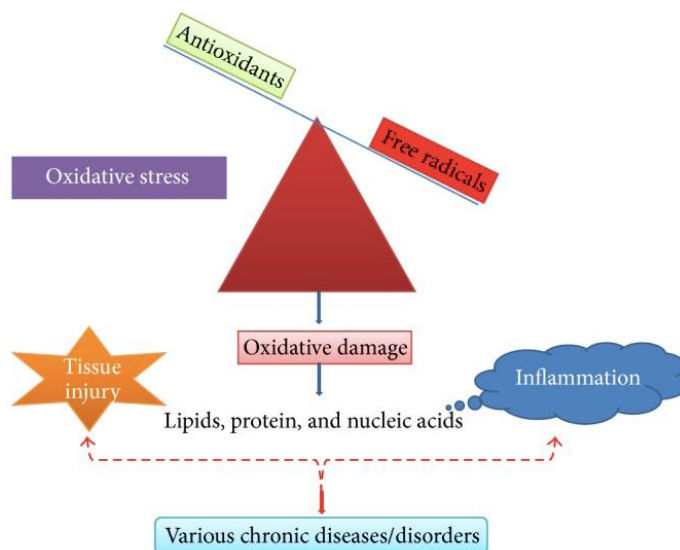 Antioxidants
Free radicals
Oxidative stress
Oxidative damage
Tissue
injury
Inflammation
Lipids, protein, and nucleic acids
Various chronic diseases/disorders